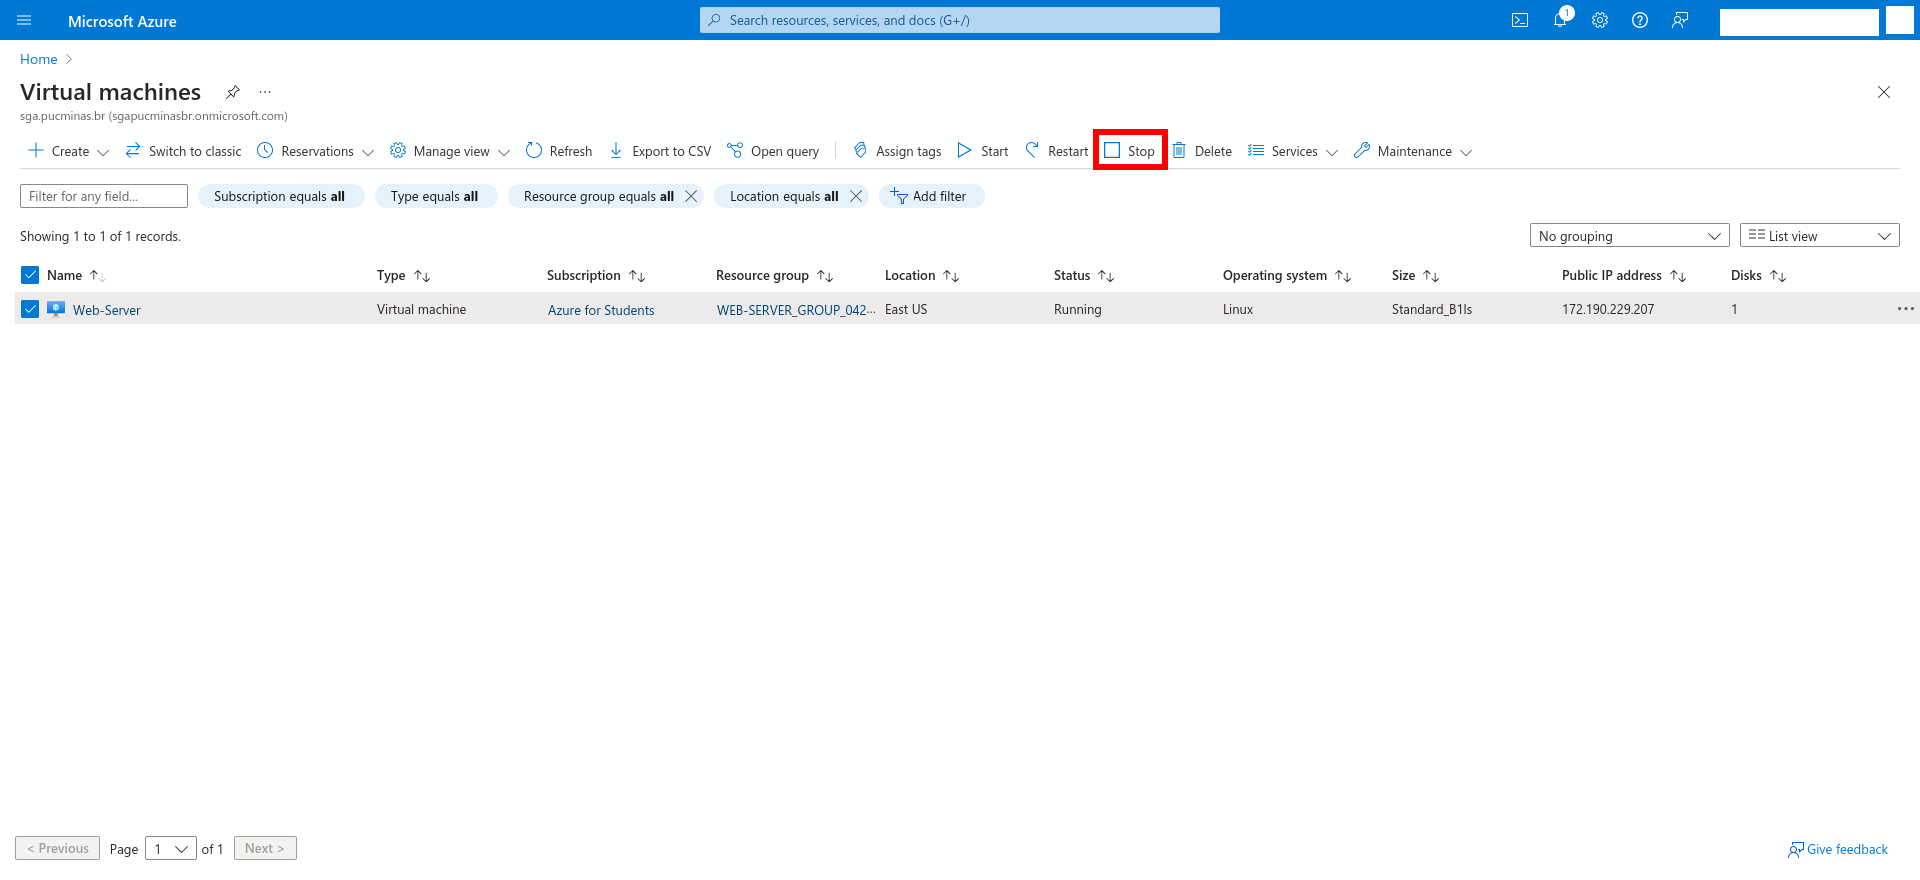 Microsoft Azure
Search resources, services, and docs (G+/)
1
Home
Virtual machines
...
sga.pucminas.br (sgapucminasbr.onmicrosoft.com)
Create Switch to classic Reservations Manage view Refresh Export to CSV Open query Assign tags Start Restart Stop Delete Services Maintenance
Filter for any field... Subscription equals all Type equals all Resource group equals all Location equals all Add filter
Showing 1 to 1 of 1 records. No grouping List view
Name Type Subscription Resource group Location Status Operating system Size Public IP address Disks
Web-Server Virtual machine Azure for Students WEB-SERVER_GROUP_042... East US Running Linux Standard_B1ls 172.190.229.207 1 ...
< Previous Page 1 of 1 Next >
Give feedback